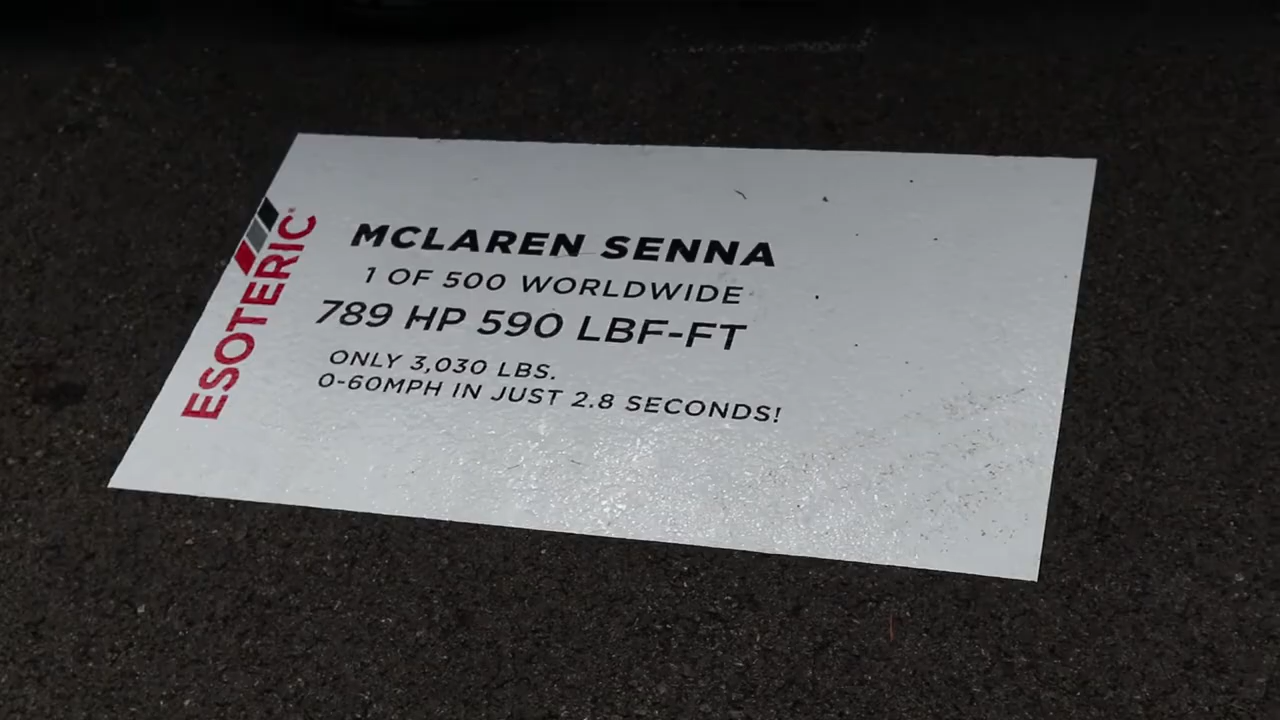 ESOTERIC
MCLAREN SENNA
1 OF 500 WORLDWIDE
789 HP 590 LBF-FT
ONLY 3,030 LBS.
0-60MPH IN JUST 2.8 SECONDS!